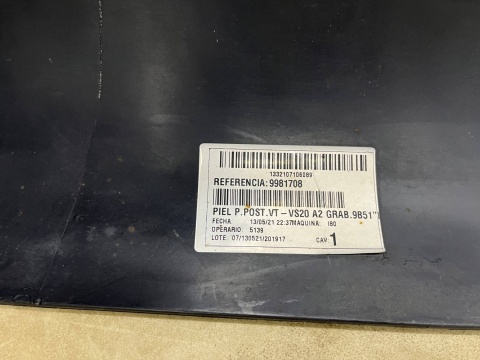 1332107106089
REFERENCIA:9981708
PIEL P.POST.VT-VS20 A2 GRAB.9B51")
FECHA: 13/05/21 22:37MAQUINA: I80
OPERARIO: 5139
LOTE: 07/130521/201917 CAV: 1